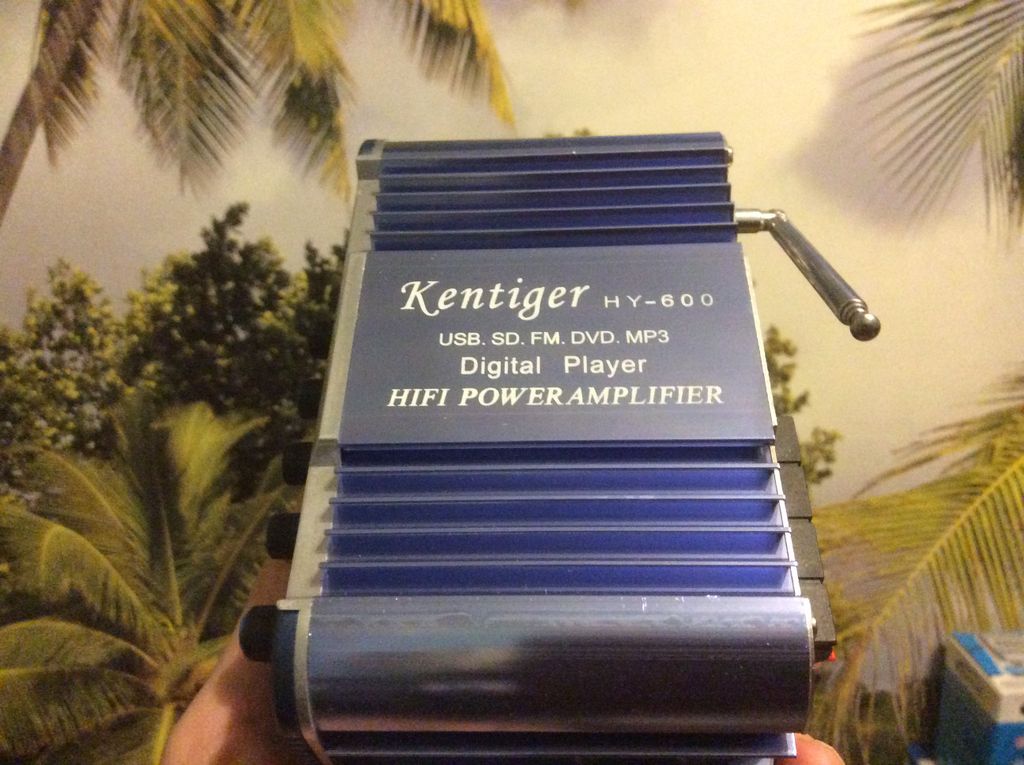 Kentiger HY-600
USB. SD. FM. DVD. MP3
Digital Player
HIFI POWERAMPLIFIER